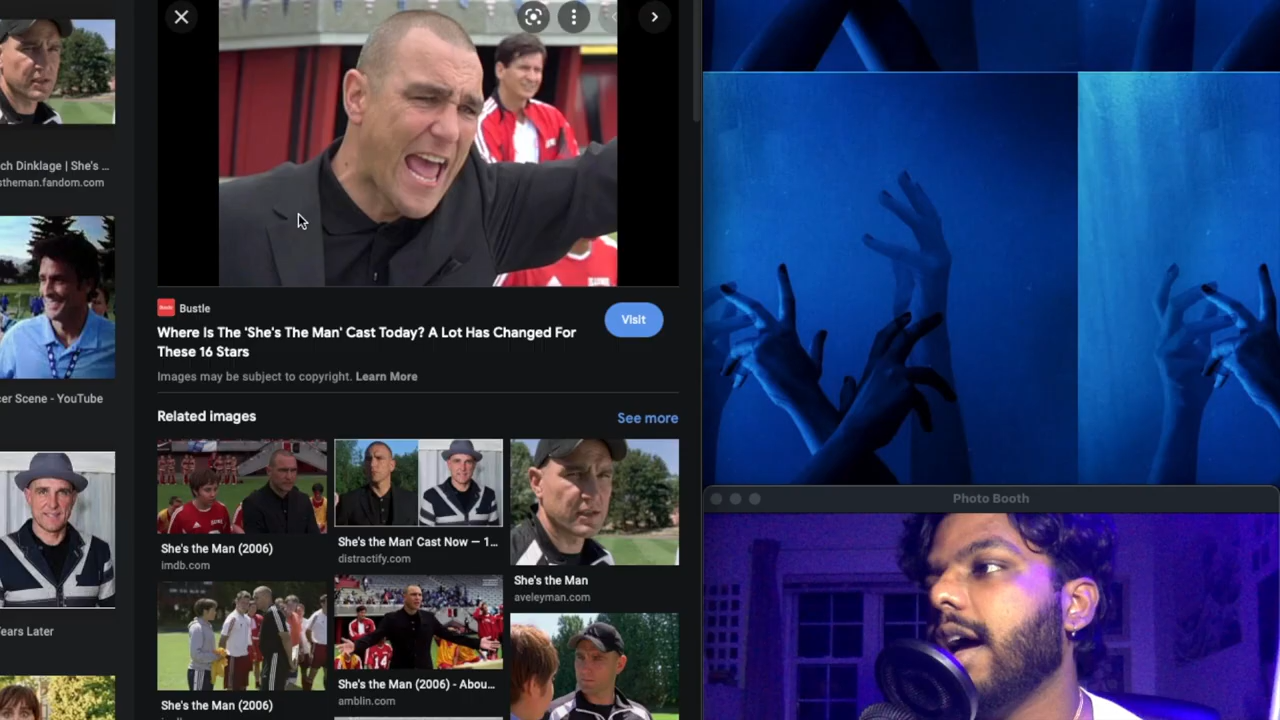 ch Dinklage | She's ...
stheman.fandom.com
cer Scene - YouTube
Years Later
Bustle
Visit
Where is The 'She's The Man' Cast Today? A Lot Has Changed For
These 16 Stars
Images may be subject to copyright. Learn More
Related images
See more
She's the Man (2006)
imdb.com
She's the Man' Cast Now — 1...
distractify.com
She's the Man
aveleyman.com
She's the Man (2006)
She's the Man (2006) - Abou...
amblin.com
Photo Booth